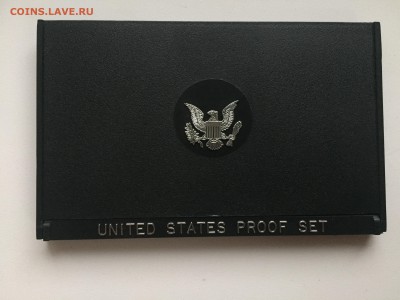 COINS.LAVE.RU
UNITED STATES PROOF SET